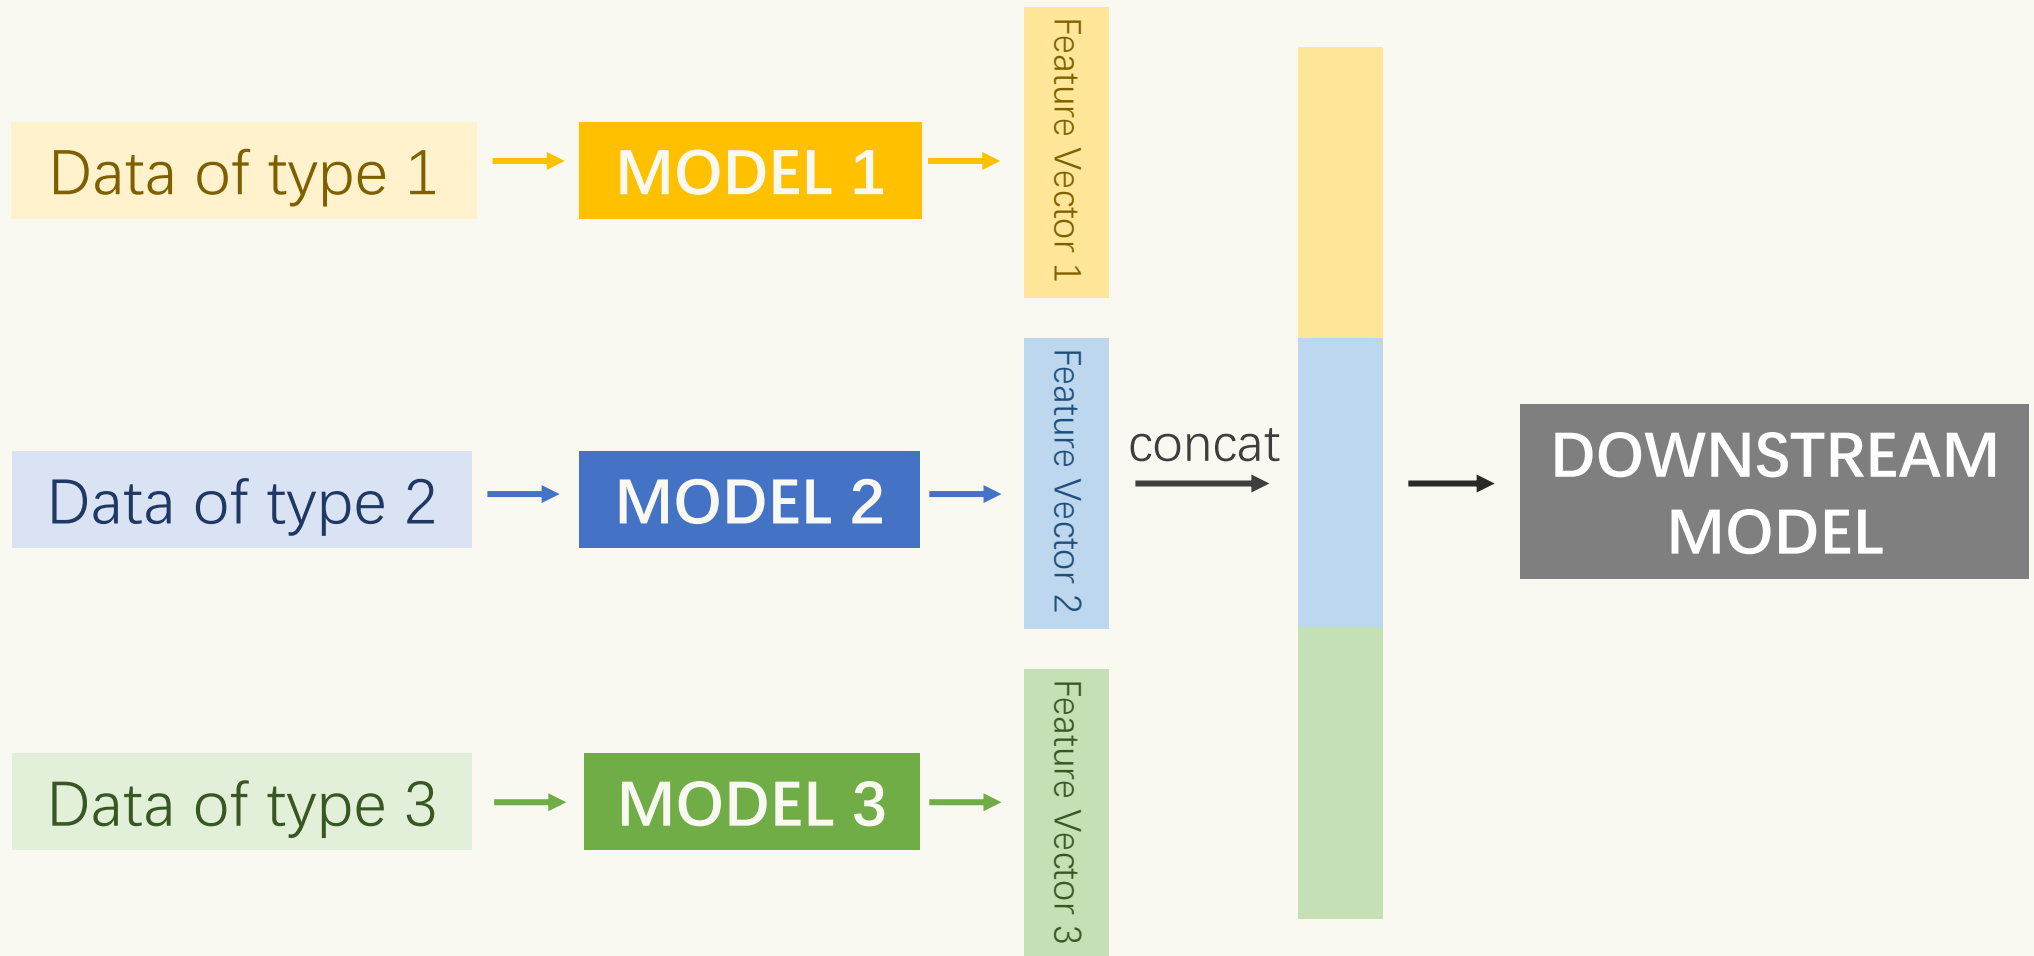 Data of type 1
MODEL 1
Feature Vector 1
Data of type 2
MODEL 2
Feature Vector 2
concat
DOWNSTREAM
MODEL
Data of type 3
MODEL 3
Feature Vector 3